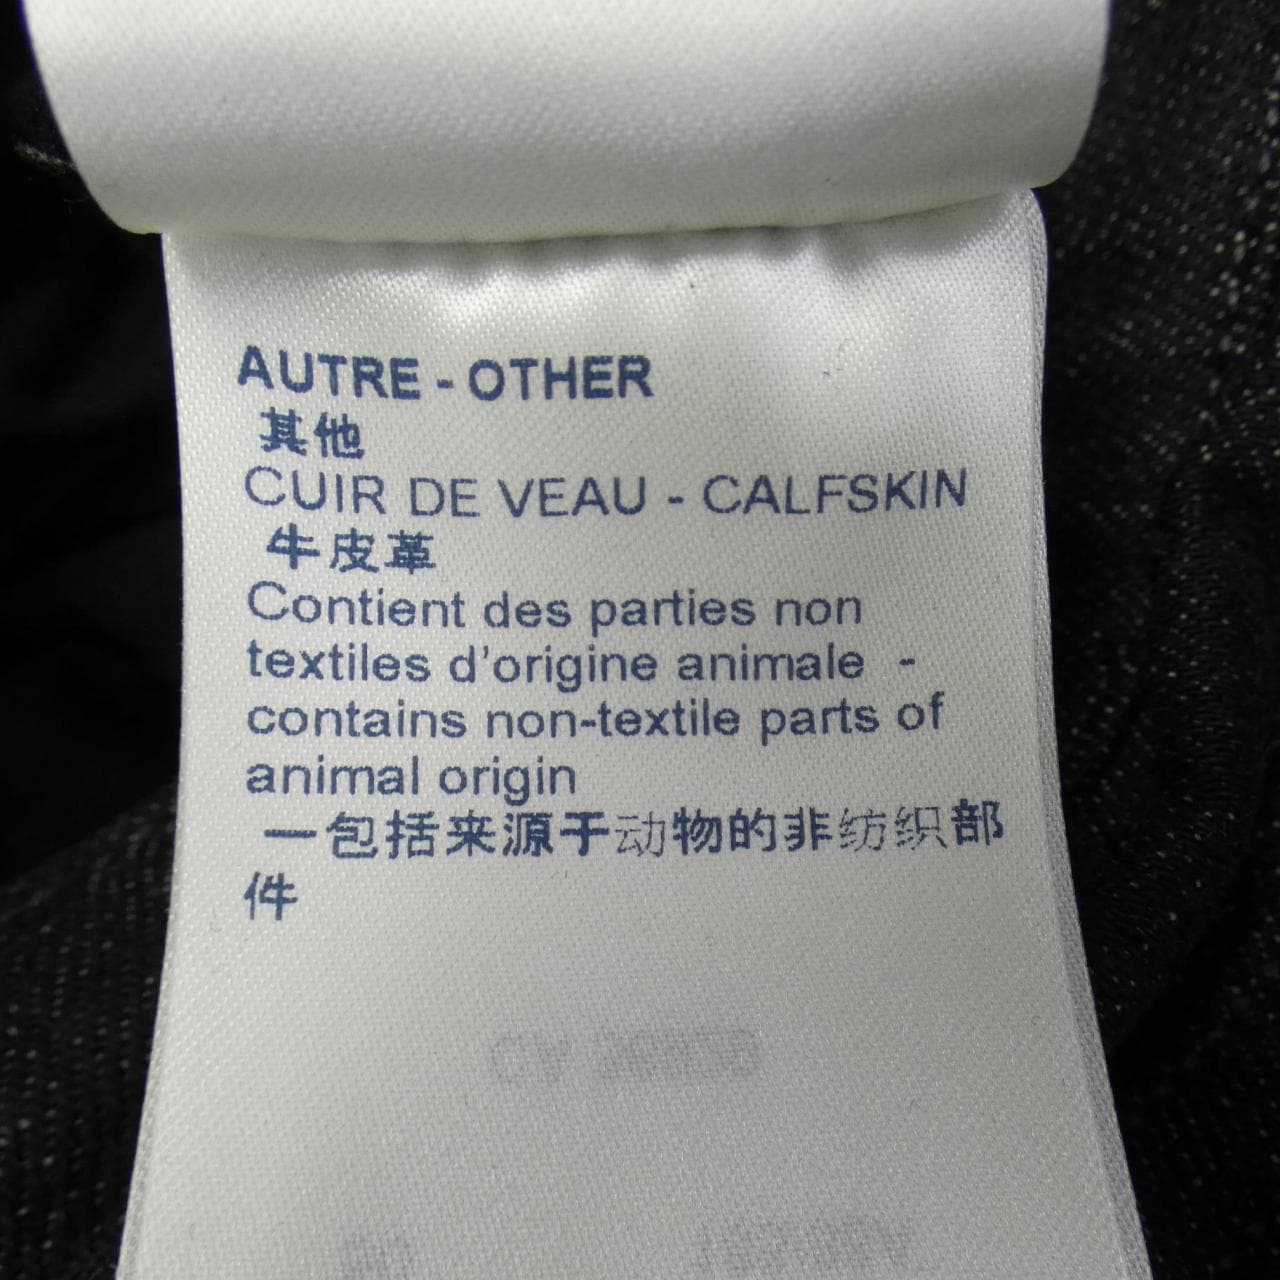 AUTRE - OTHER
其他
CUIR DE VEAU - CALFSKIN
牛皮革
Contient des parties non
textiles d'origine animale -
contains non-textile parts of
animal origin
一包括来源于动物的非纺织部
件